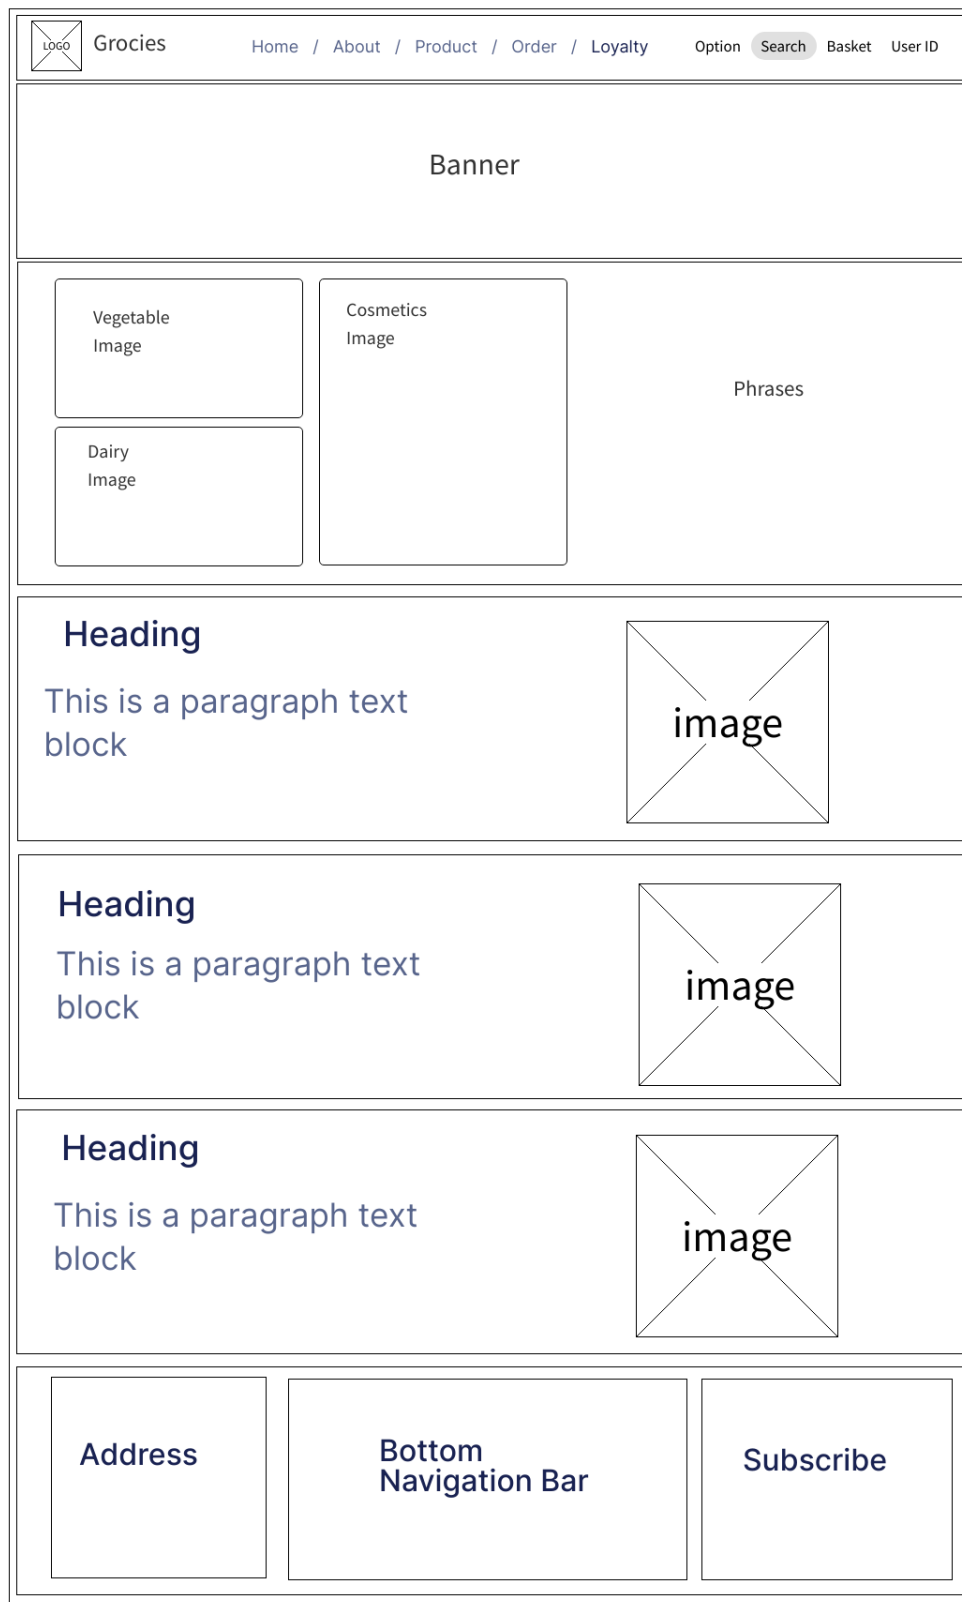 LOGO
Grocies
Home / About / Product / Order / Loyalty
Option Search Basket User ID
Banner
Vegetable
Image
Dairy
Image
Cosmetics
Image
Phrases
Heading
This is a paragraph text
block
image
Heading
This is a paragraph text
block
image
Heading
This is a paragraph text
block
image
Address
Bottom
Navigation Bar
Subscribe